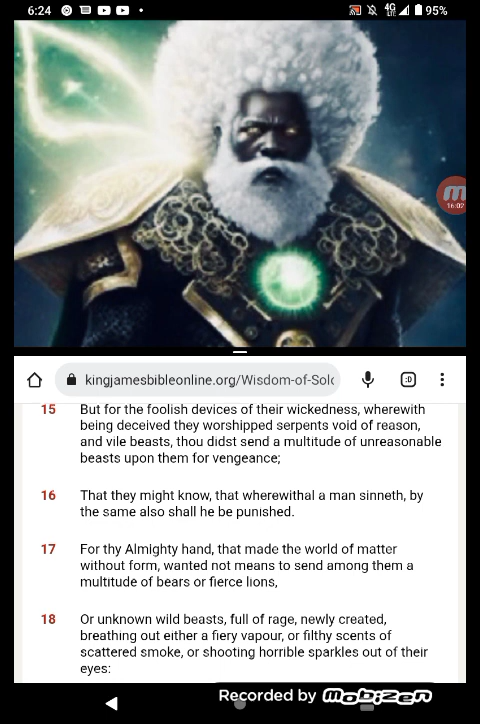 6:24
4G
LTE
95%
16:02
kingjamesbibleonline.org/Wisdom-of-Solo
:D
15 But for the foolish devices of their wickedness, wherewith
being deceived they worshipped serpents void of reason,
and vile beasts, thou didst send a multitude of unreasonable
beasts upon them for vengeance;
16 That they might know, that wherewithal a man sinneth, by
the same also shall he be punished.
17 For thy Almighty hand, that made the world of matter
without form, wanted not means to send among them a
multitude of bears or fierce lions,
18 Or unknown wild beasts, full of rage, newly created,
breathing out either a fiery vapour, or filthy scents of
scattered smoke, or shooting horrible sparkles out of their
eyes:
Recorded by mobizen